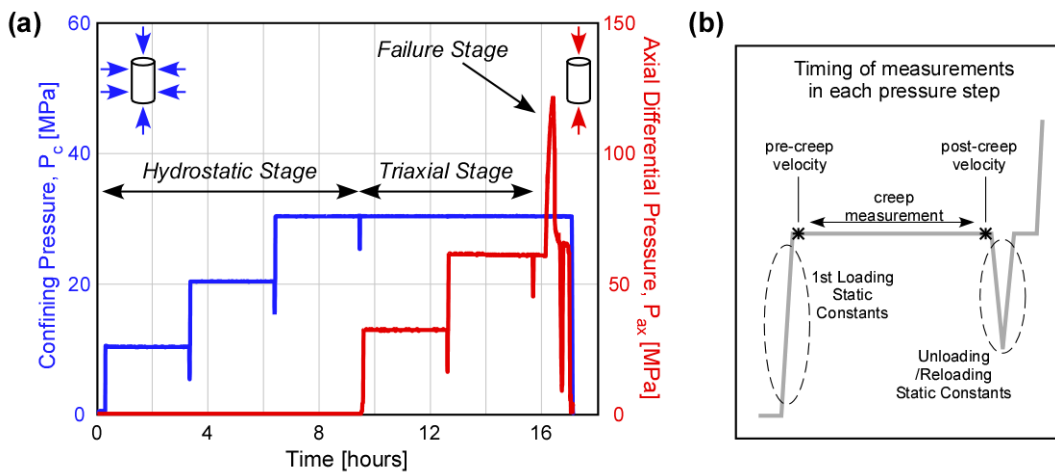 (a)
60
40
20
0
Confining Pressure, P_c [MPa]
Hydrostatic Stage
Triaxial Stage
Failure Stage
150
100
50
0
Axial Differential Pressure, P_ax [MPa]
0
4
8
12
16
Time [hours]
(b)
Timing of measurements
in each pressure step
pre-creep
velocity
post-creep
velocity
creep
measurement
1st Loading
Static
Constants
Unloading
/Reloading
Static Constants